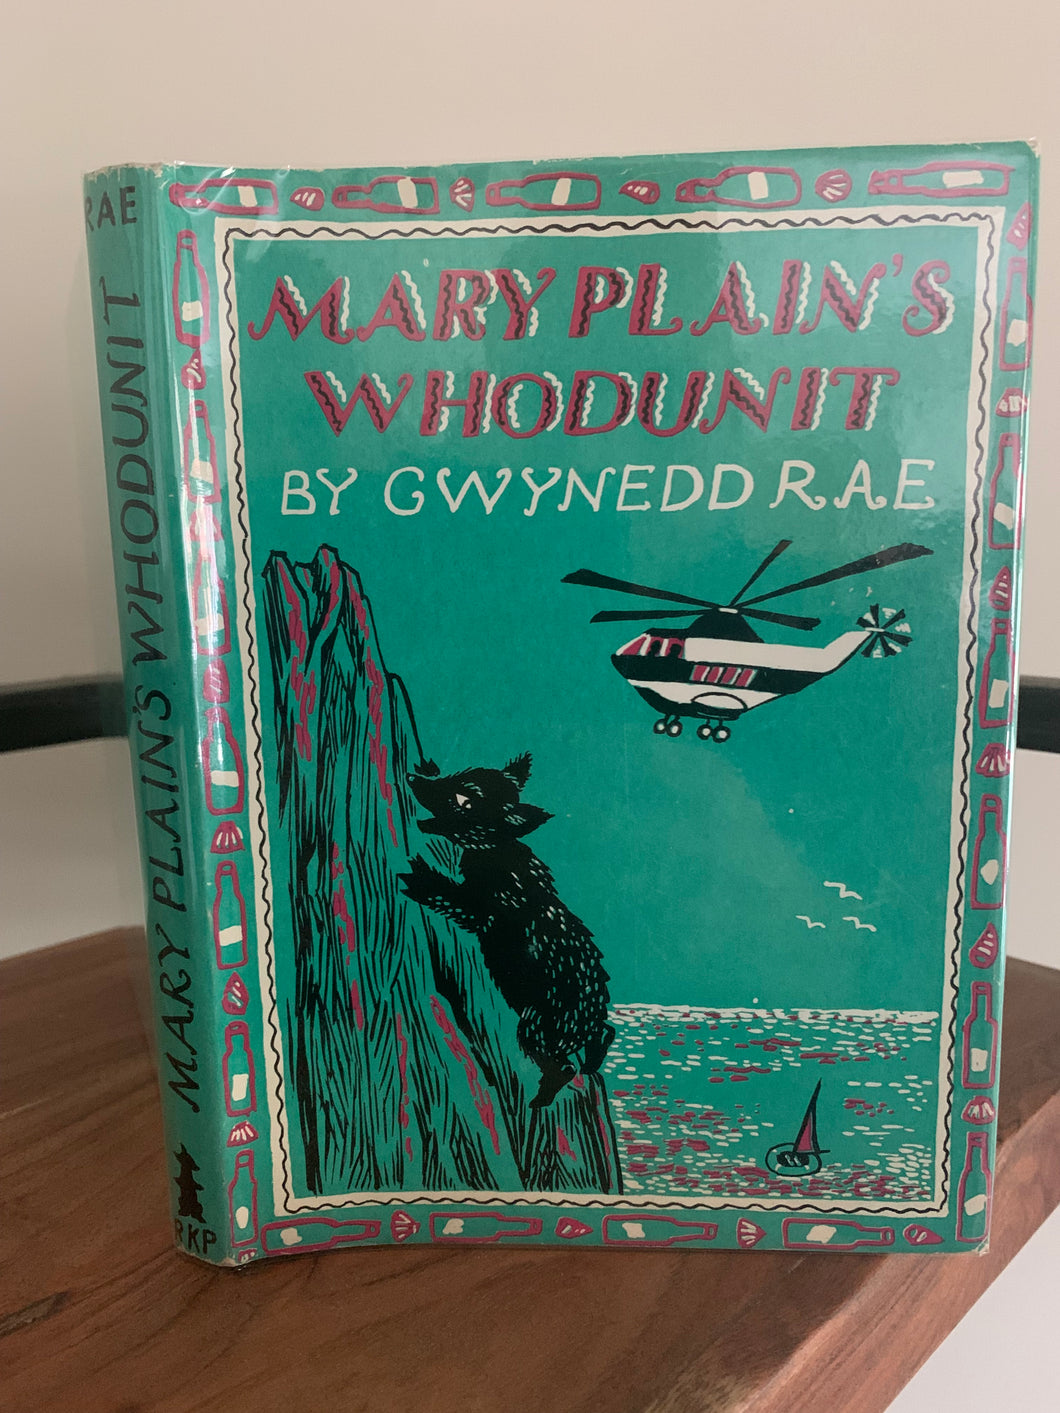 RAE
MARY PLAIN'S WHODUNIT
RKP
MARY PLAIN'S
WHODUNIT
BY GWYNEDD RAE